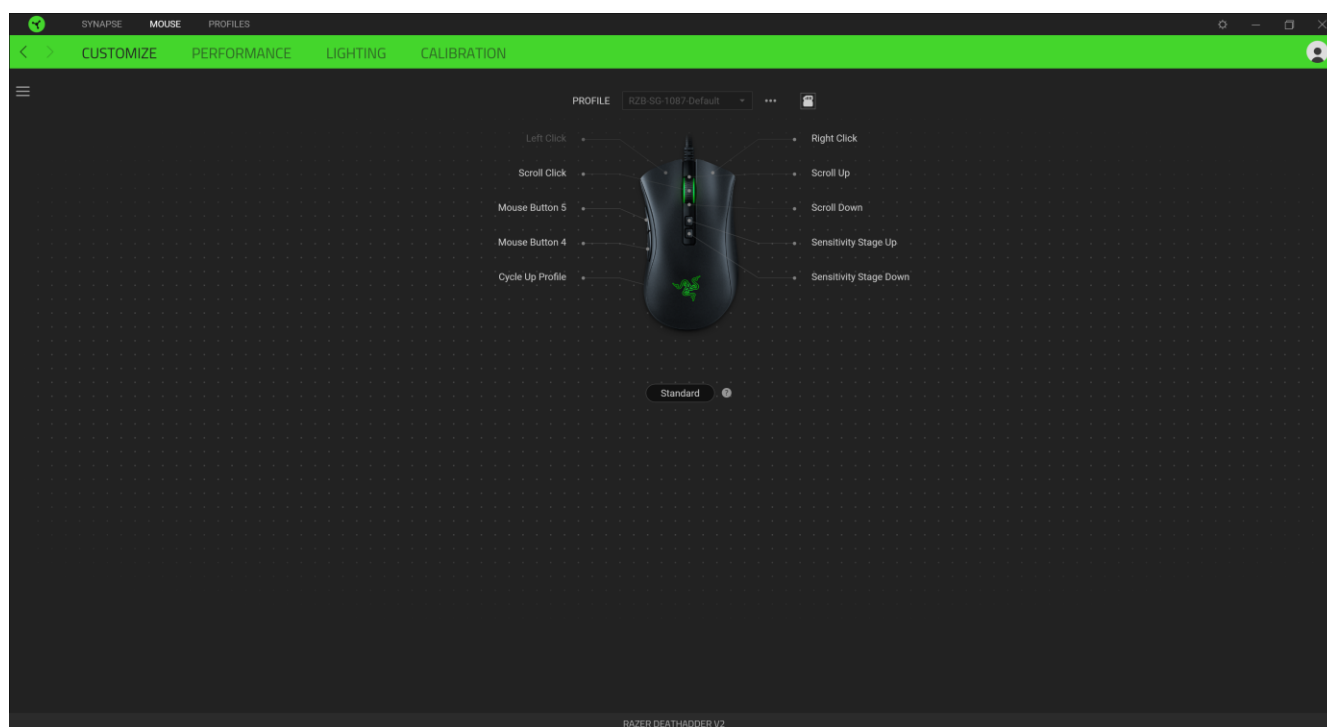 SYNAPSE MOUSE PROFILES
CUSTOMIZE PERFORMANCE LIGHTING CALIBRATION
PROFILE RZB-SG-1087-Default
Left Click Right Click
Scroll Click Scroll Up
Mouse Button 5 Scroll Down
Mouse Button 4 Sensitivity Stage Up
Cycle Up Profile Sensitivity Stage Down
Standard ?
RAZER DEATHADDER V2